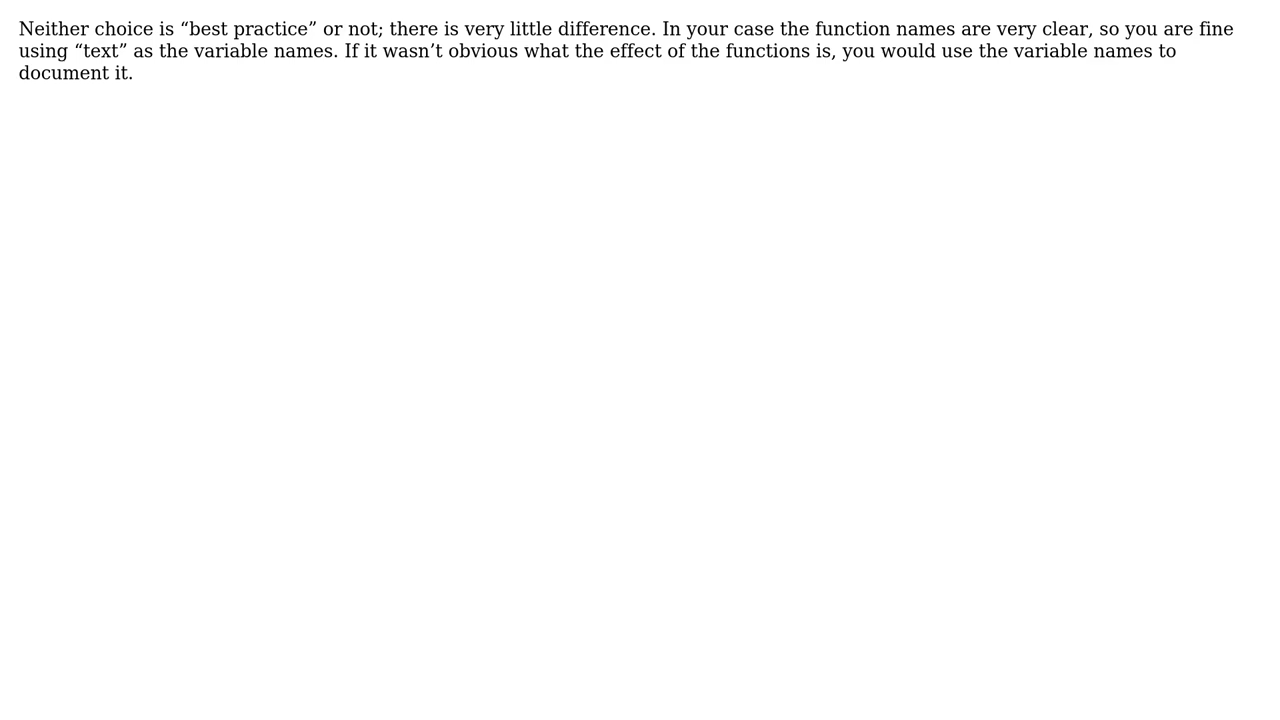 Neither choice is “best practice” or not; there is very little difference. In your case the function names are very clear, so you are fine
using “text” as the variable names. If it wasn’t obvious what the effect of the functions is, you would use the variable names to
document it.